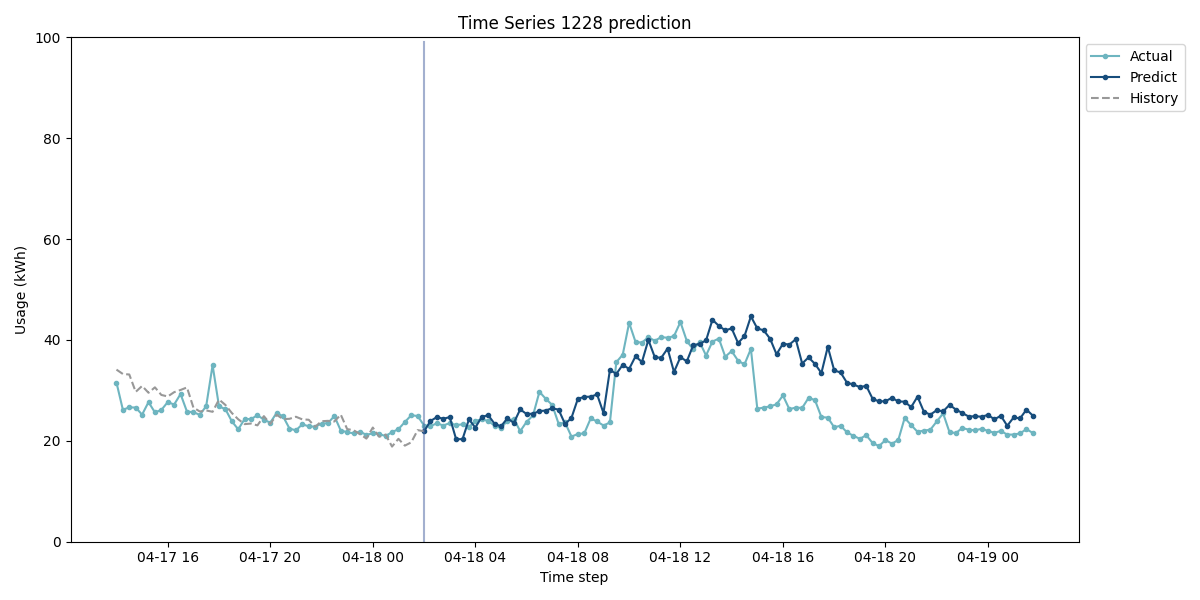 Time Series 1228 prediction
100
80
60
40
20
0
Usage (kWh)
04-17 16
04-17 20
04-18 00
04-18 04
04-18 08
04-18 12
04-18 16
04-18 20
04-19 00
Time step
Actual
Predict
History